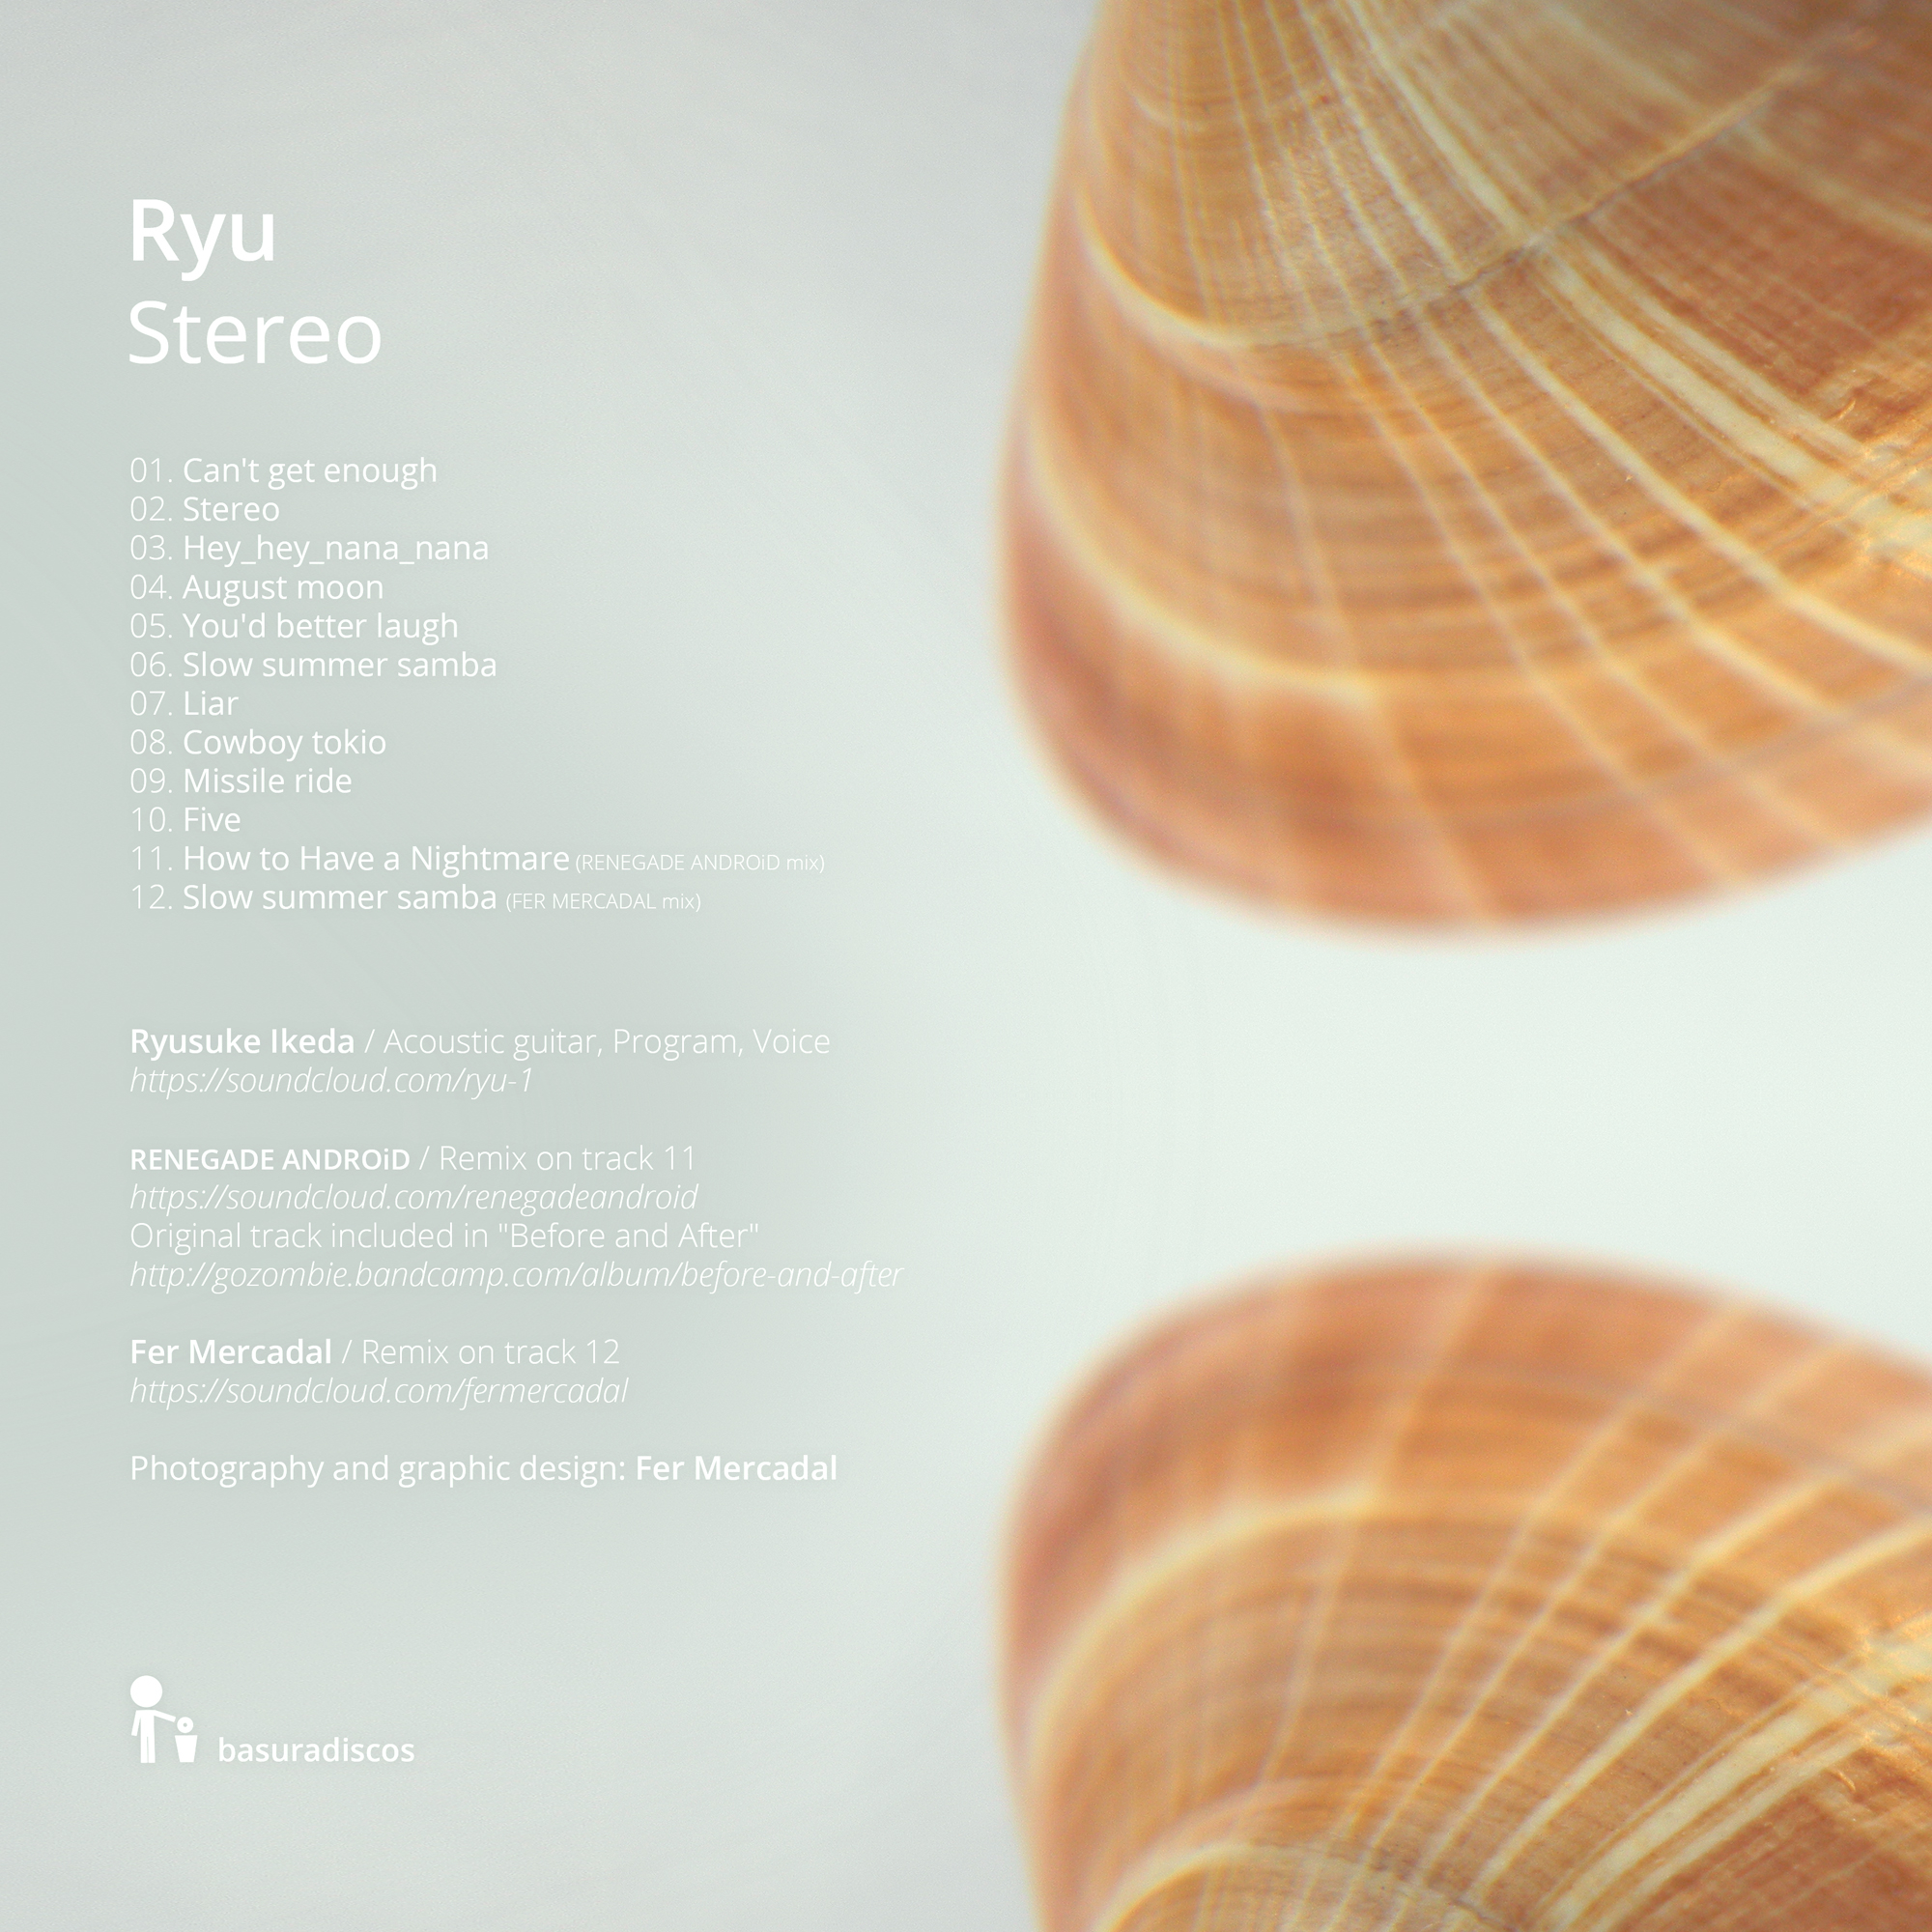 Ryu
Stereo
01. Can't get enough
02. Stereo
03. Hey_hey_nana_nana
04. August moon
05. You'd better laugh
06. Slow summer samba
07. Liar
08. Cowboy tokio
09. Missile ride
10. Five
11. How to Have a Nightmare (RENEGADE ANDROiD mix)
12. Slow summer samba (FER MERCADAL mix)
Ryusuke Ikeda / Acoustic guitar, Program, Voice
https://soundcloud.com/ryu-1
RENEGADE ANDROiD / Remix on track 11
https://soundcloud.com/renegadeandroid
Original track included in "Before and After"
http://gozombie.bandcamp.com/album/before-and-after
Fer Mercadal / Remix on track 12
https://soundcloud.com/fermercadal
Photography and graphic design: Fer Mercadal
basuradiscos